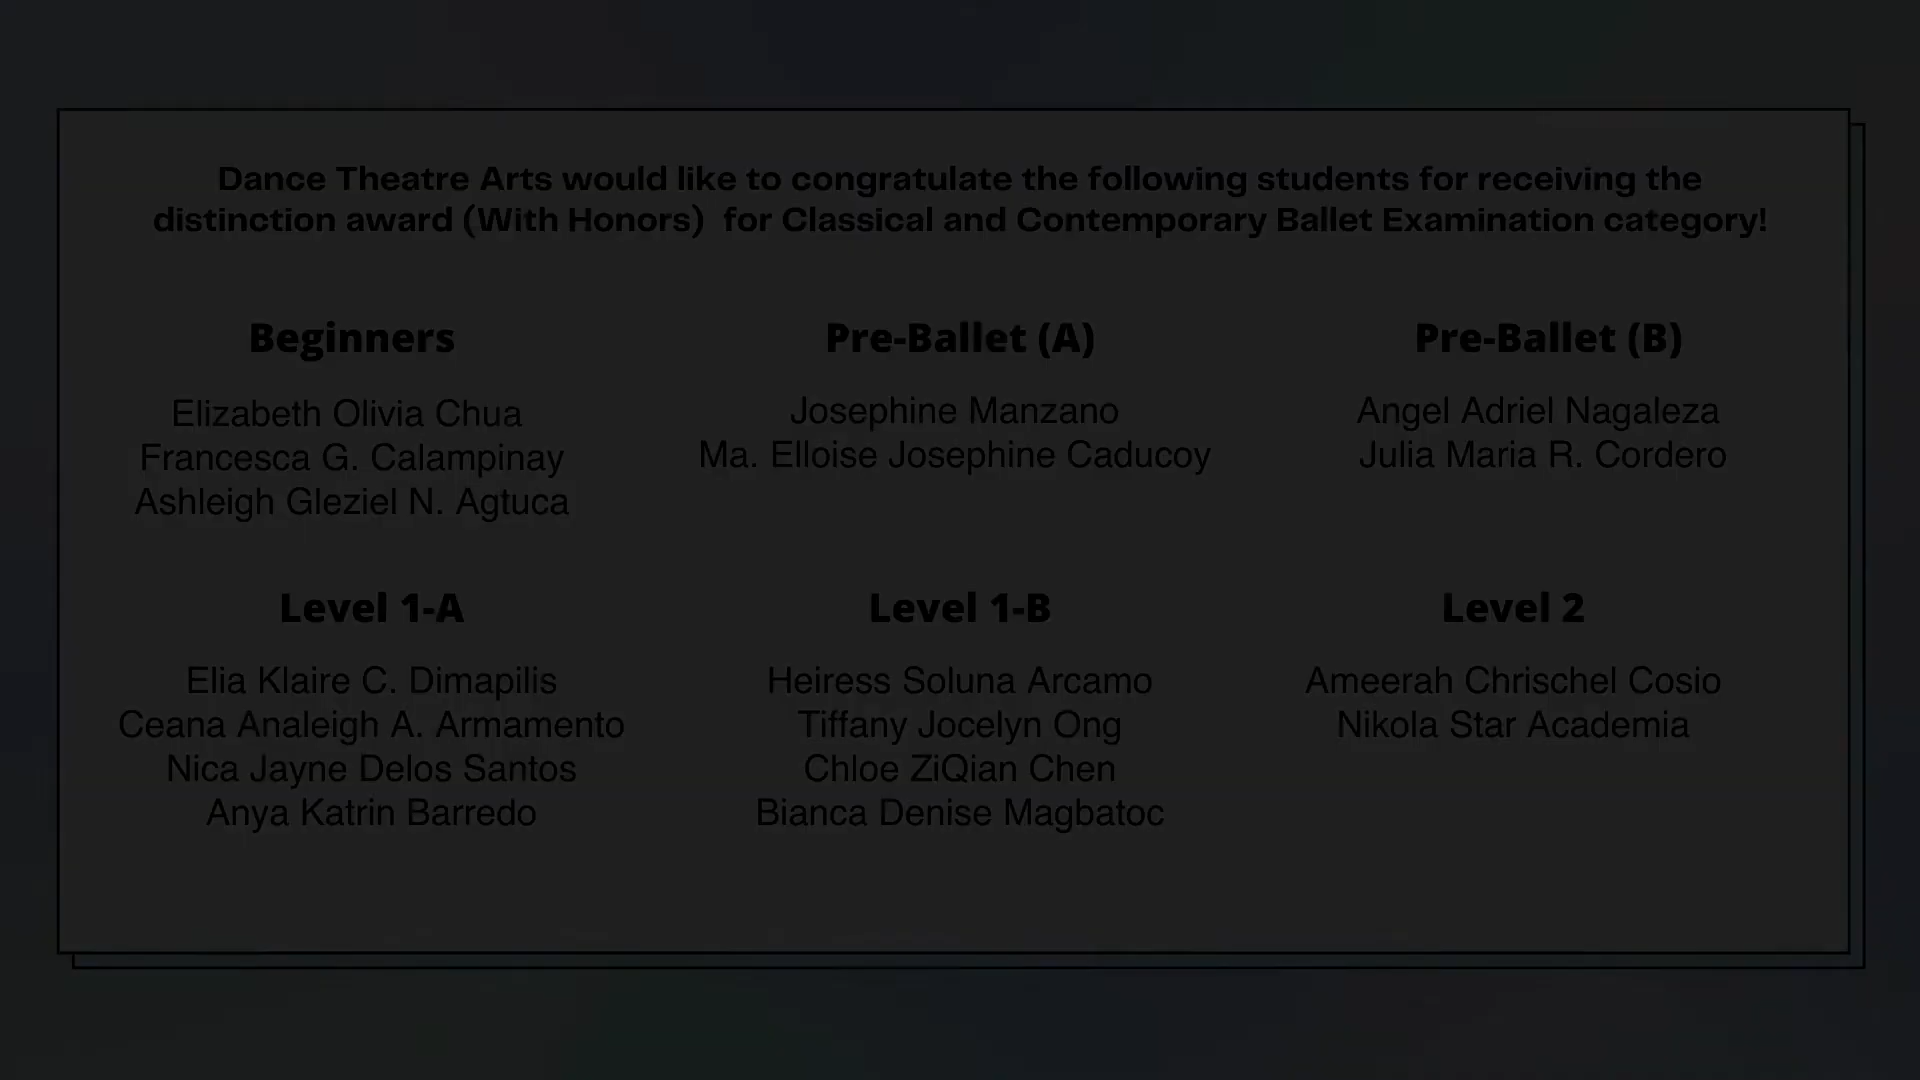 Dance Theatre Arts would like to congratulate the following students for receiving the
distinction award (With Honors) for Classical and Contemporary Ballet Examination category!
Beginners
Elizabeth Olivia Chua
Francesca G. Calampinay
Ashleigh Gleziel N. Agtuca
Pre-Ballet (A)
Josephine Manzano
Ma. Elloise Josephine Caducoy
Pre-Ballet (B)
Angel Adriel Nagaleza
Julia Maria R. Cordero
Level 1-A
Elia Klaire C. Dimapilis
Ceana Analeigh A. Armamento
Nica Jayne Delos Santos
Anya Katrin Barredo
Level 1-B
Heiress Soluna Arcamo
Tiffany Jocelyn Ong
Chloe ZiQian Chen
Bianca Denise Magbatoc
Level 2
Ameerah Chrischel Cosio
Nikola Star Academia